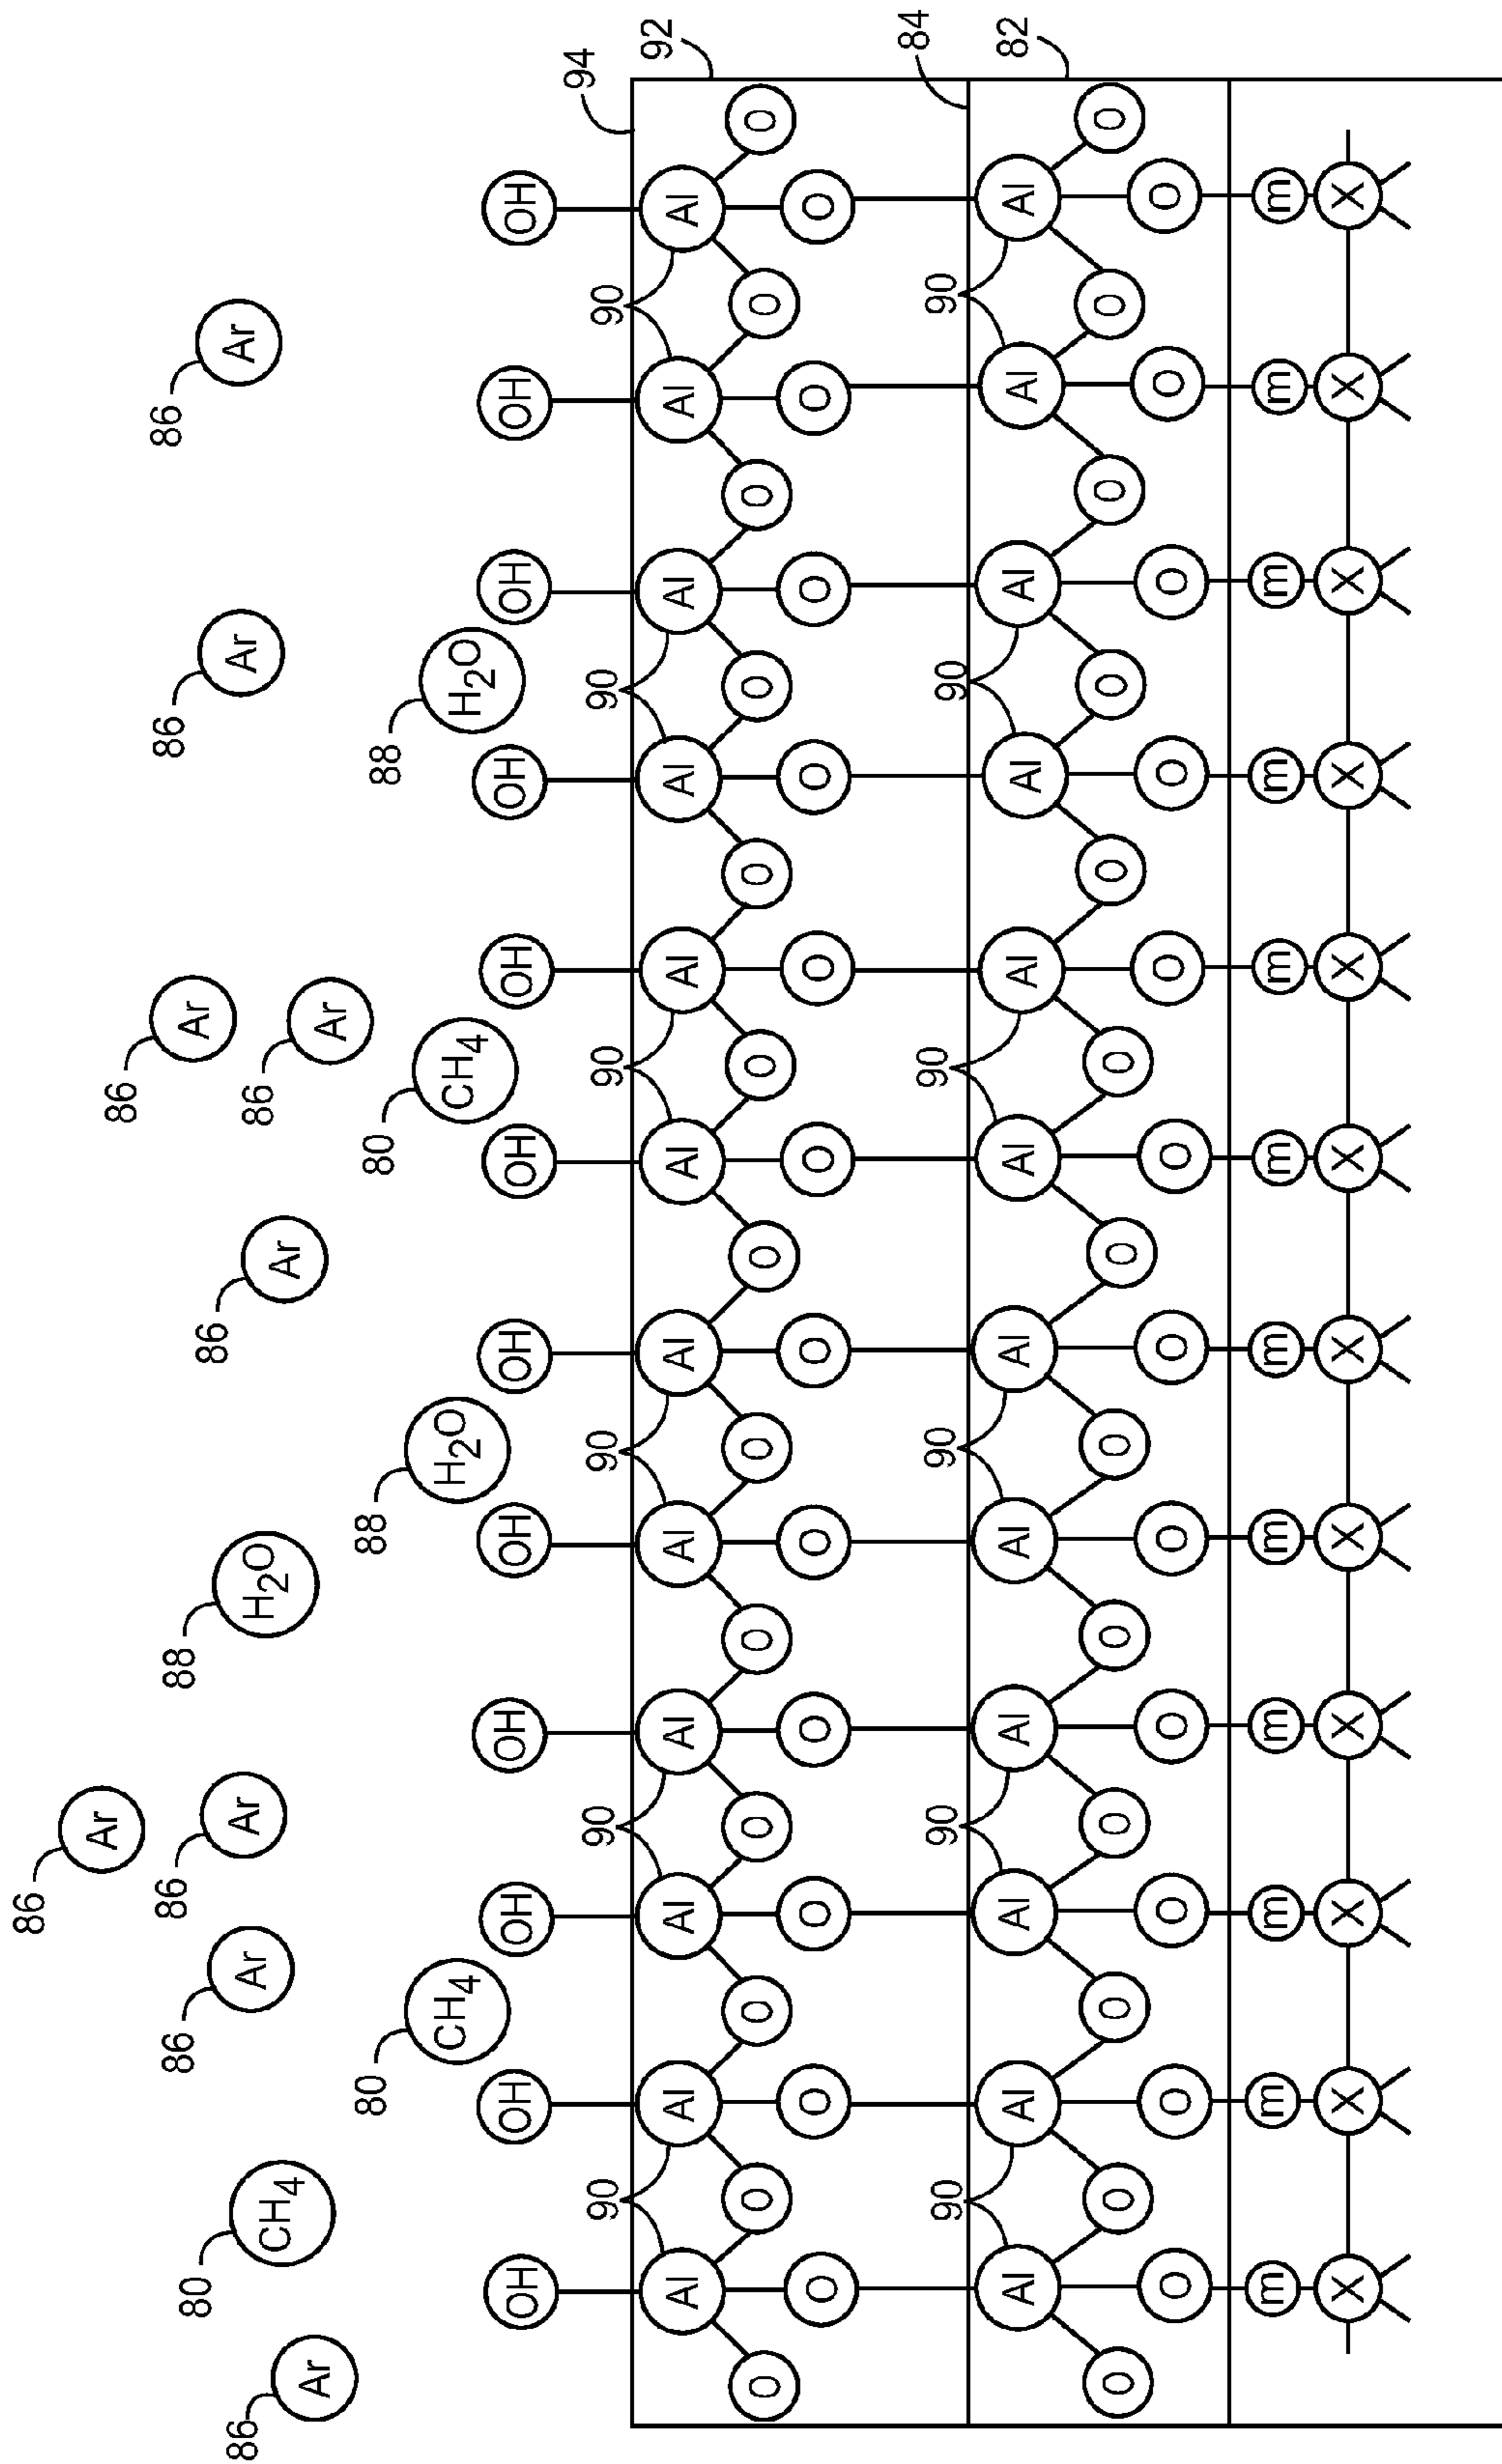 86
Ar 86
80 86 86 88 Ar 86 86
86 CH4 Ar Ar H2O 86 86 Ar Ar
Ar Ar Ar
80 88 80 88
CH4 H2O CH4 H2O
OH OH OH OH OH OH OH OH OH OH OH OH
94
90 90 90 90 90 90 92
Al Al Al Al Al Al Al Al Al Al Al Al
O O O O O O O O O O O O O
O O O O O O O O O O O O
84
90 90 90 90 90 90 82
Al Al Al Al Al Al Al Al Al Al Al Al
O O O O O O O O O O O O O
O O O O O O O O O O O O
m m m m m m m m m m m m
X X X X X X X X X X X X